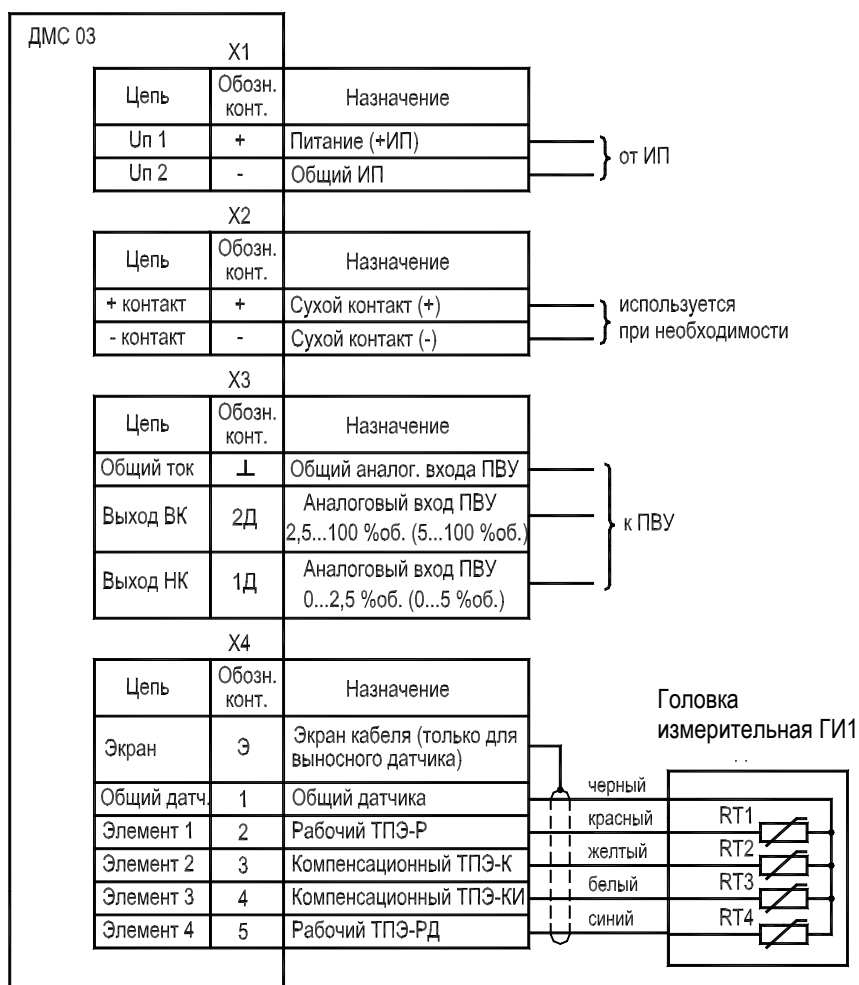 ДМС 03
X1
Цепь Обозн. конт. Назначение
Uп 1 + Питание (+ИП)
Uп 2 - Общий ИП
от ИП
X2
Цепь Обозн. конт. Назначение
+ контакт + Сухой контакт (+)
- контакт - Сухой контакт (-)
используется
при необходимости
X3
Цепь Обозн. конт. Назначение
Общий ток ⊥ Общий аналог. входа ПВУ
Выход ВК 2Д Аналоговый вход ПВУ
2,5...100 %об. (5...100 %об.)
Выход НК 1Д Аналоговый вход ПВУ
0...2,5 %об. (0...5 %об.)
к ПВУ
X4
Цепь Обозн. конт. Назначение
Экран Э Экран кабеля (только для
выносного датчика)
Общий датч. 1 Общий датчика
Элемент 1 2 Рабочий ТПЭ-Р
Элемент 2 3 Компенсационный ТПЭ-К
Элемент 3 4 Компенсационный ТПЭ-КИ
Элемент 4 5 Рабочий ТПЭ-РД
Головка
измерительная ГИ1
черный
красный RT1
желтый RT2
белый RT3
синий RT4